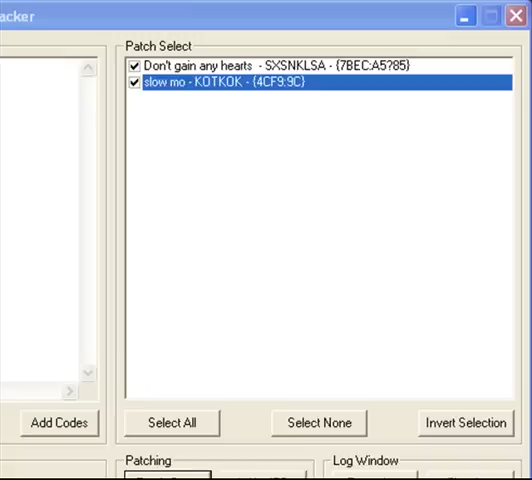 acker
Patch Select
Don't gain any hearts - SXSNKLSA - {7BEC:A5?85}
slow mo - KOTKOK - {4CF9:9C}
Add Codes
Select All
Select None
Invert Selection
Patching
Log Window